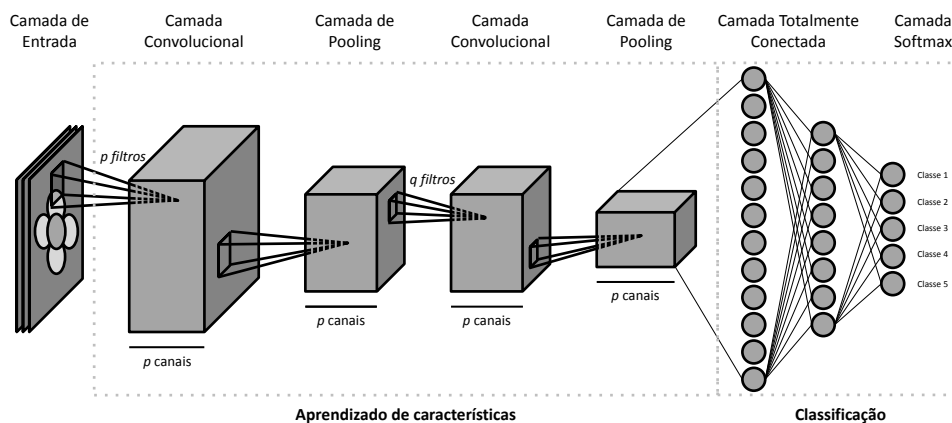 Camada de
Entrada
Camada
Convolucional
Camada de
Pooling
Camada
Convolucional
Camada de
Pooling
Camada Totalmente
Conectada
Camada
Softmax
p filtros
q filtros
p canais
p canais
p canais
p canais
Classe 1
Classe 2
Classe 3
Classe 4
Classe 5
Aprendizado de características
Classificação